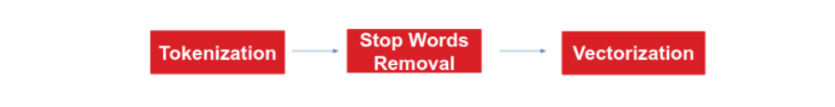 Tokenization
Stop Words
Removal
Vectorization